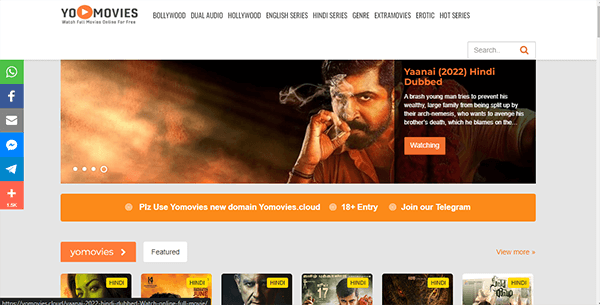 YO MOVIES
Watch Full Movies Online For Free
BOLLYWOOD DUAL AUDIO HOLLYWOOD ENGLISH SERIES HINDI SERIES GENRE EXTRAMOVIES EROTIC HOT SERIES
Search..
Yaanai (2022) Hindi
Dubbed
A brash young man tries to prevent his
wealthy, large family from being split up by
their arch-nemesis, who wants to avenge his
brother's death, which he blames on the...
Watching
1.5K
Plz Use Yomovies new domain Yomovies.cloud 18+ Entry Join our Telegram
yomovies Featured View more »
HINDI HINDI HINDI HINDI HINDI HINDI
https://yomovies.cloud/yaanai-2022-hindi-dubbed-Watch-online-full-movie/